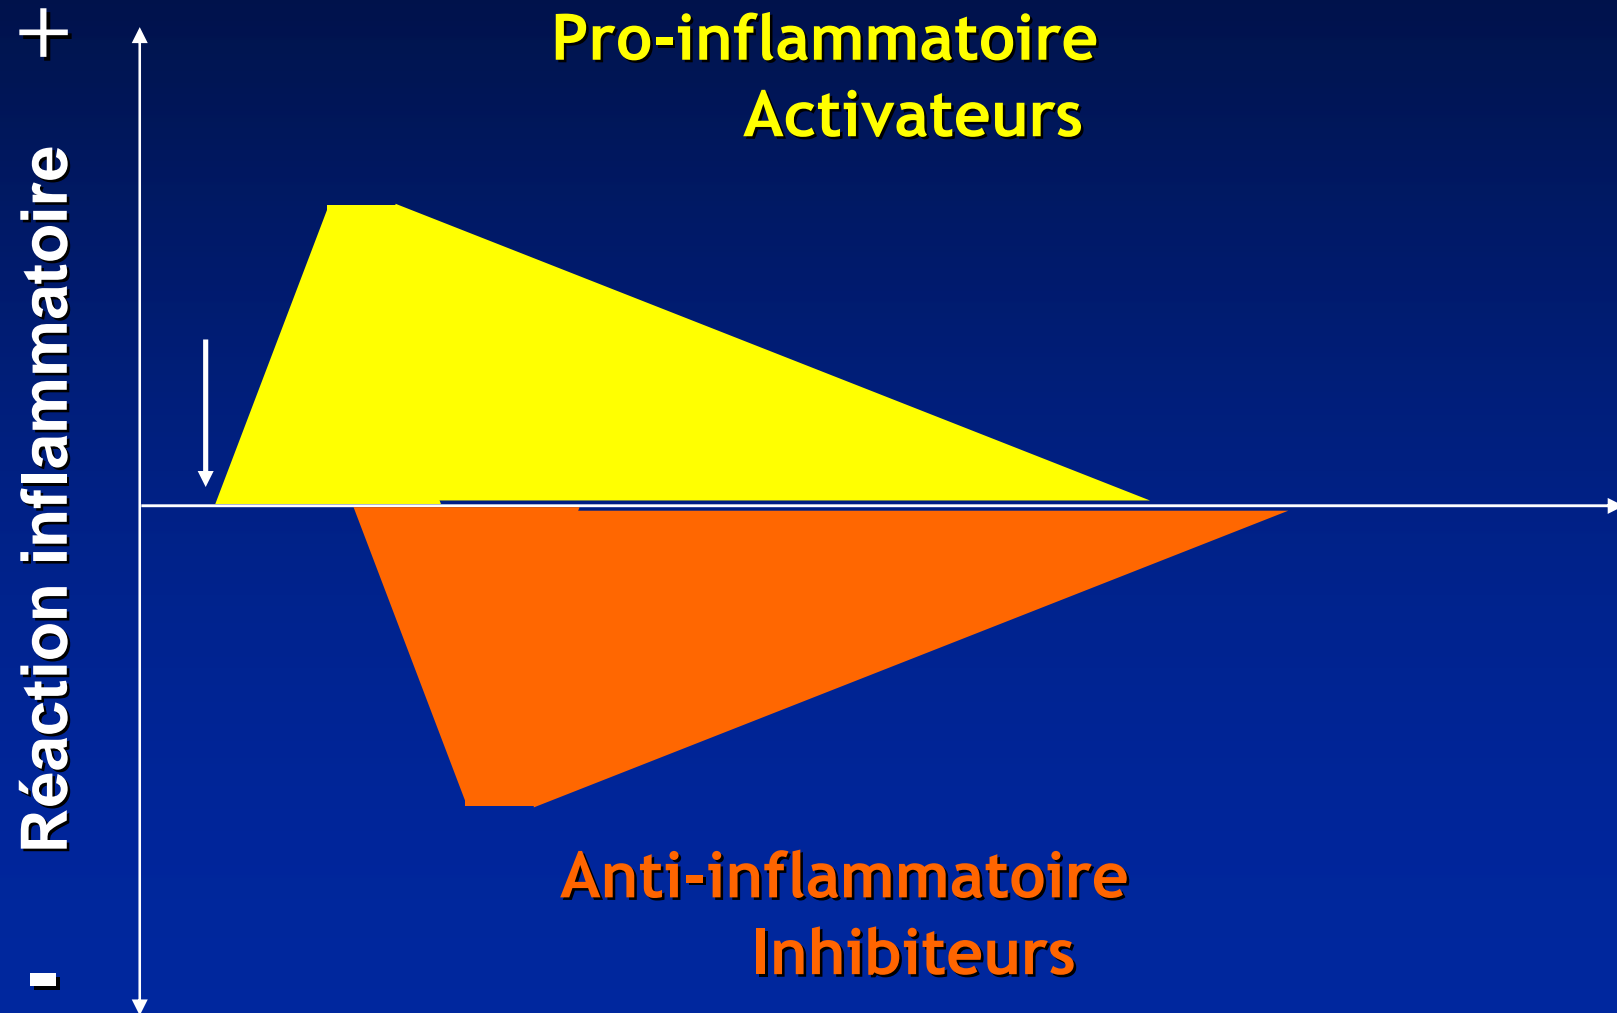 Pro-inflammatoire
Activateurs
- Réaction inflammatoire +
Anti-inflammatoire
Inhibiteurs